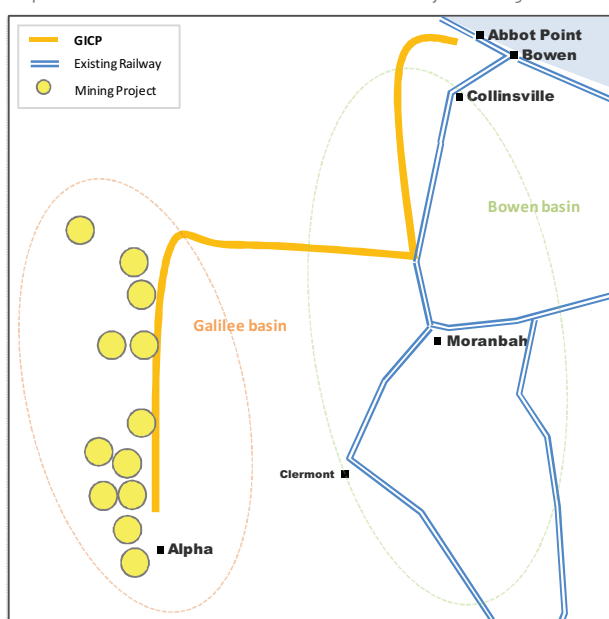 GICP
Existing Railway
Mining Project
Abbot Point
Bowen
Collinsville
Bowen basin
Galilee basin
Moranbah
Clermont
Alpha